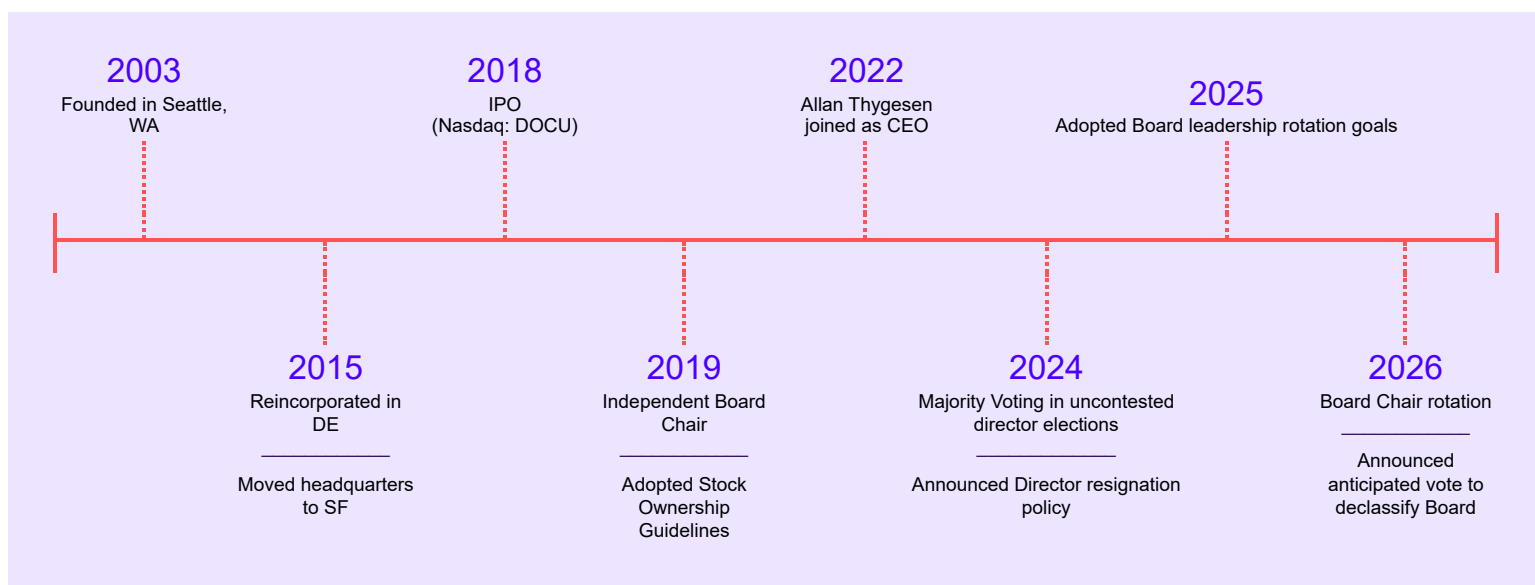 2003
Founded in Seattle,
WA
2018
IPO
(Nasdaq: DOCU)
2022
Allan Thygesen
joined as CEO
2025
Adopted Board leadership rotation goals
2015
Reincorporated in
DE
Moved headquarters
to SF
2019
Independent Board
Chair
Adopted Stock
Ownership
Guidelines
2024
Majority Voting in uncontested
director elections
Announced Director resignation
policy
2026
Board Chair rotation
Announced
anticipated vote to
declassify Board